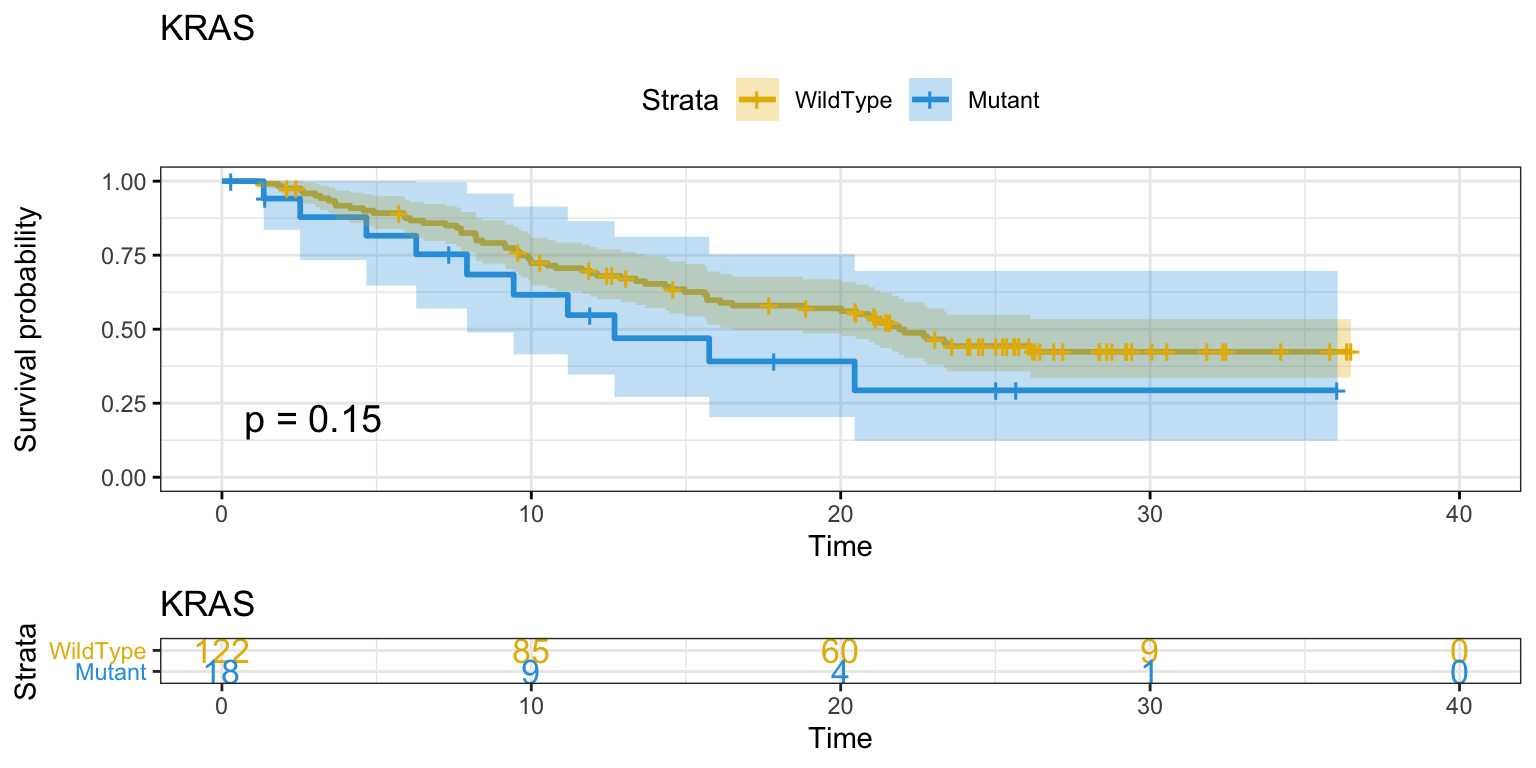 KRAS
Strata WildType Mutant
1.00
0.75
0.50
0.25
0.00
Survival probability
p = 0.15
0 10 20 30 40
Time
KRAS
Strata
WildType 122 85 60 9 0
Mutant 18 9 4 1 0
0 10 20 30 40
Time